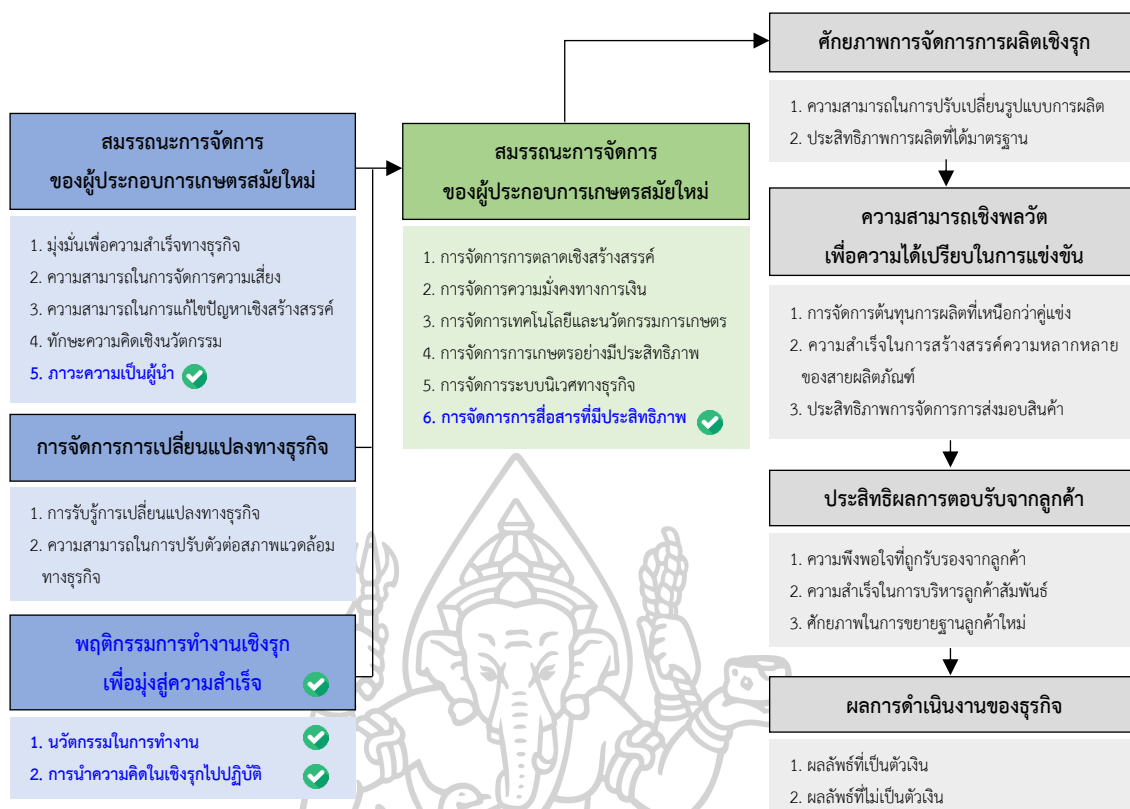 สมรรถนะการจัดการ
ของผู้ประกอบการเกษตรสมัยใหม่
1. มุ่งมั่นเพื่อความสำเร็จทางธุรกิจ
2. ความสามารถในการจัดการความเสี่ยง
3. ความสามารถในการแก้ไขปัญหาเชิงสร้างสรรค์
4. ทักษะความคิดเชิงนวัตกรรม
5. ภาวะความเป็นผู้นำ
การจัดการการเปลี่ยนแปลงทางธุรกิจ
1. การรับรู้การเปลี่ยนแปลงทางธุรกิจ
2. ความสามารถในการปรับตัวต่อสภาพแวดล้อม
ทางธุรกิจ
พฤติกรรมการทำงานเชิงรุก
เพื่อมุ่งสู่ความสำเร็จ
1. นวัตกรรมในการทำงาน
2. การนำความคิดในเชิงรุกไปปฏิบัติ
สมรรถนะการจัดการ
ของผู้ประกอบการเกษตรสมัยใหม่
1. การจัดการการตลาดเชิงสร้างสรรค์
2. การจัดการความมั่งคงทางการเงิน
3. การจัดการเทคโนโลยีและนวัตกรรมการเกษตร
4. การจัดการการเกษตรอย่างมีประสิทธิภาพ
5. การจัดการระบบนิเวศทางธุรกิจ
6. การจัดการการสื่อสารที่มีประสิทธิภาพ
ศักยภาพการจัดการการผลิตเชิงรุก
1. ความสามารถในการปรับเปลี่ยนรูปแบบการผลิต
2. ประสิทธิภาพการผลิตที่ได้มาตรฐาน
ความสามารถเชิงพลวัต
เพื่อความได้เปรียบในการแข่งขัน
1. การจัดการต้นทุนการผลิตที่เหนือกว่าคู่แข่ง
2. ความสำเร็จในการสร้างสรรค์ความหลากหลาย
ของสายผลิตภัณฑ์
3. ประสิทธิภาพการจัดการการส่งมอบสินค้า
ประสิทธิผลการตอบรับจากลูกค้า
1. ความพึงพอใจที่ถูกรับรองจากลูกค้า
2. ความสำเร็จในการบริหารลูกค้าสัมพันธ์
3. ศักยภาพในการขยายฐานลูกค้าใหม่
ผลการดำเนินงานของธุรกิจ
1. ผลลัพธ์ที่เป็นตัวเงิน
2. ผลลัพธ์ที่ไม่เป็นตัวเงิน